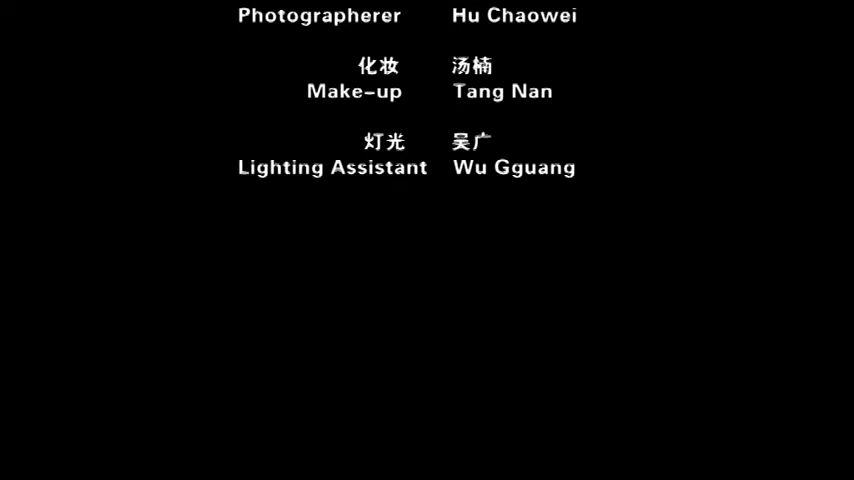 Photographerer Hu Chaowei
化妆 汤楠
Make-up Tang Nan
灯光 吴广
Lighting Assistant Wu Gguang